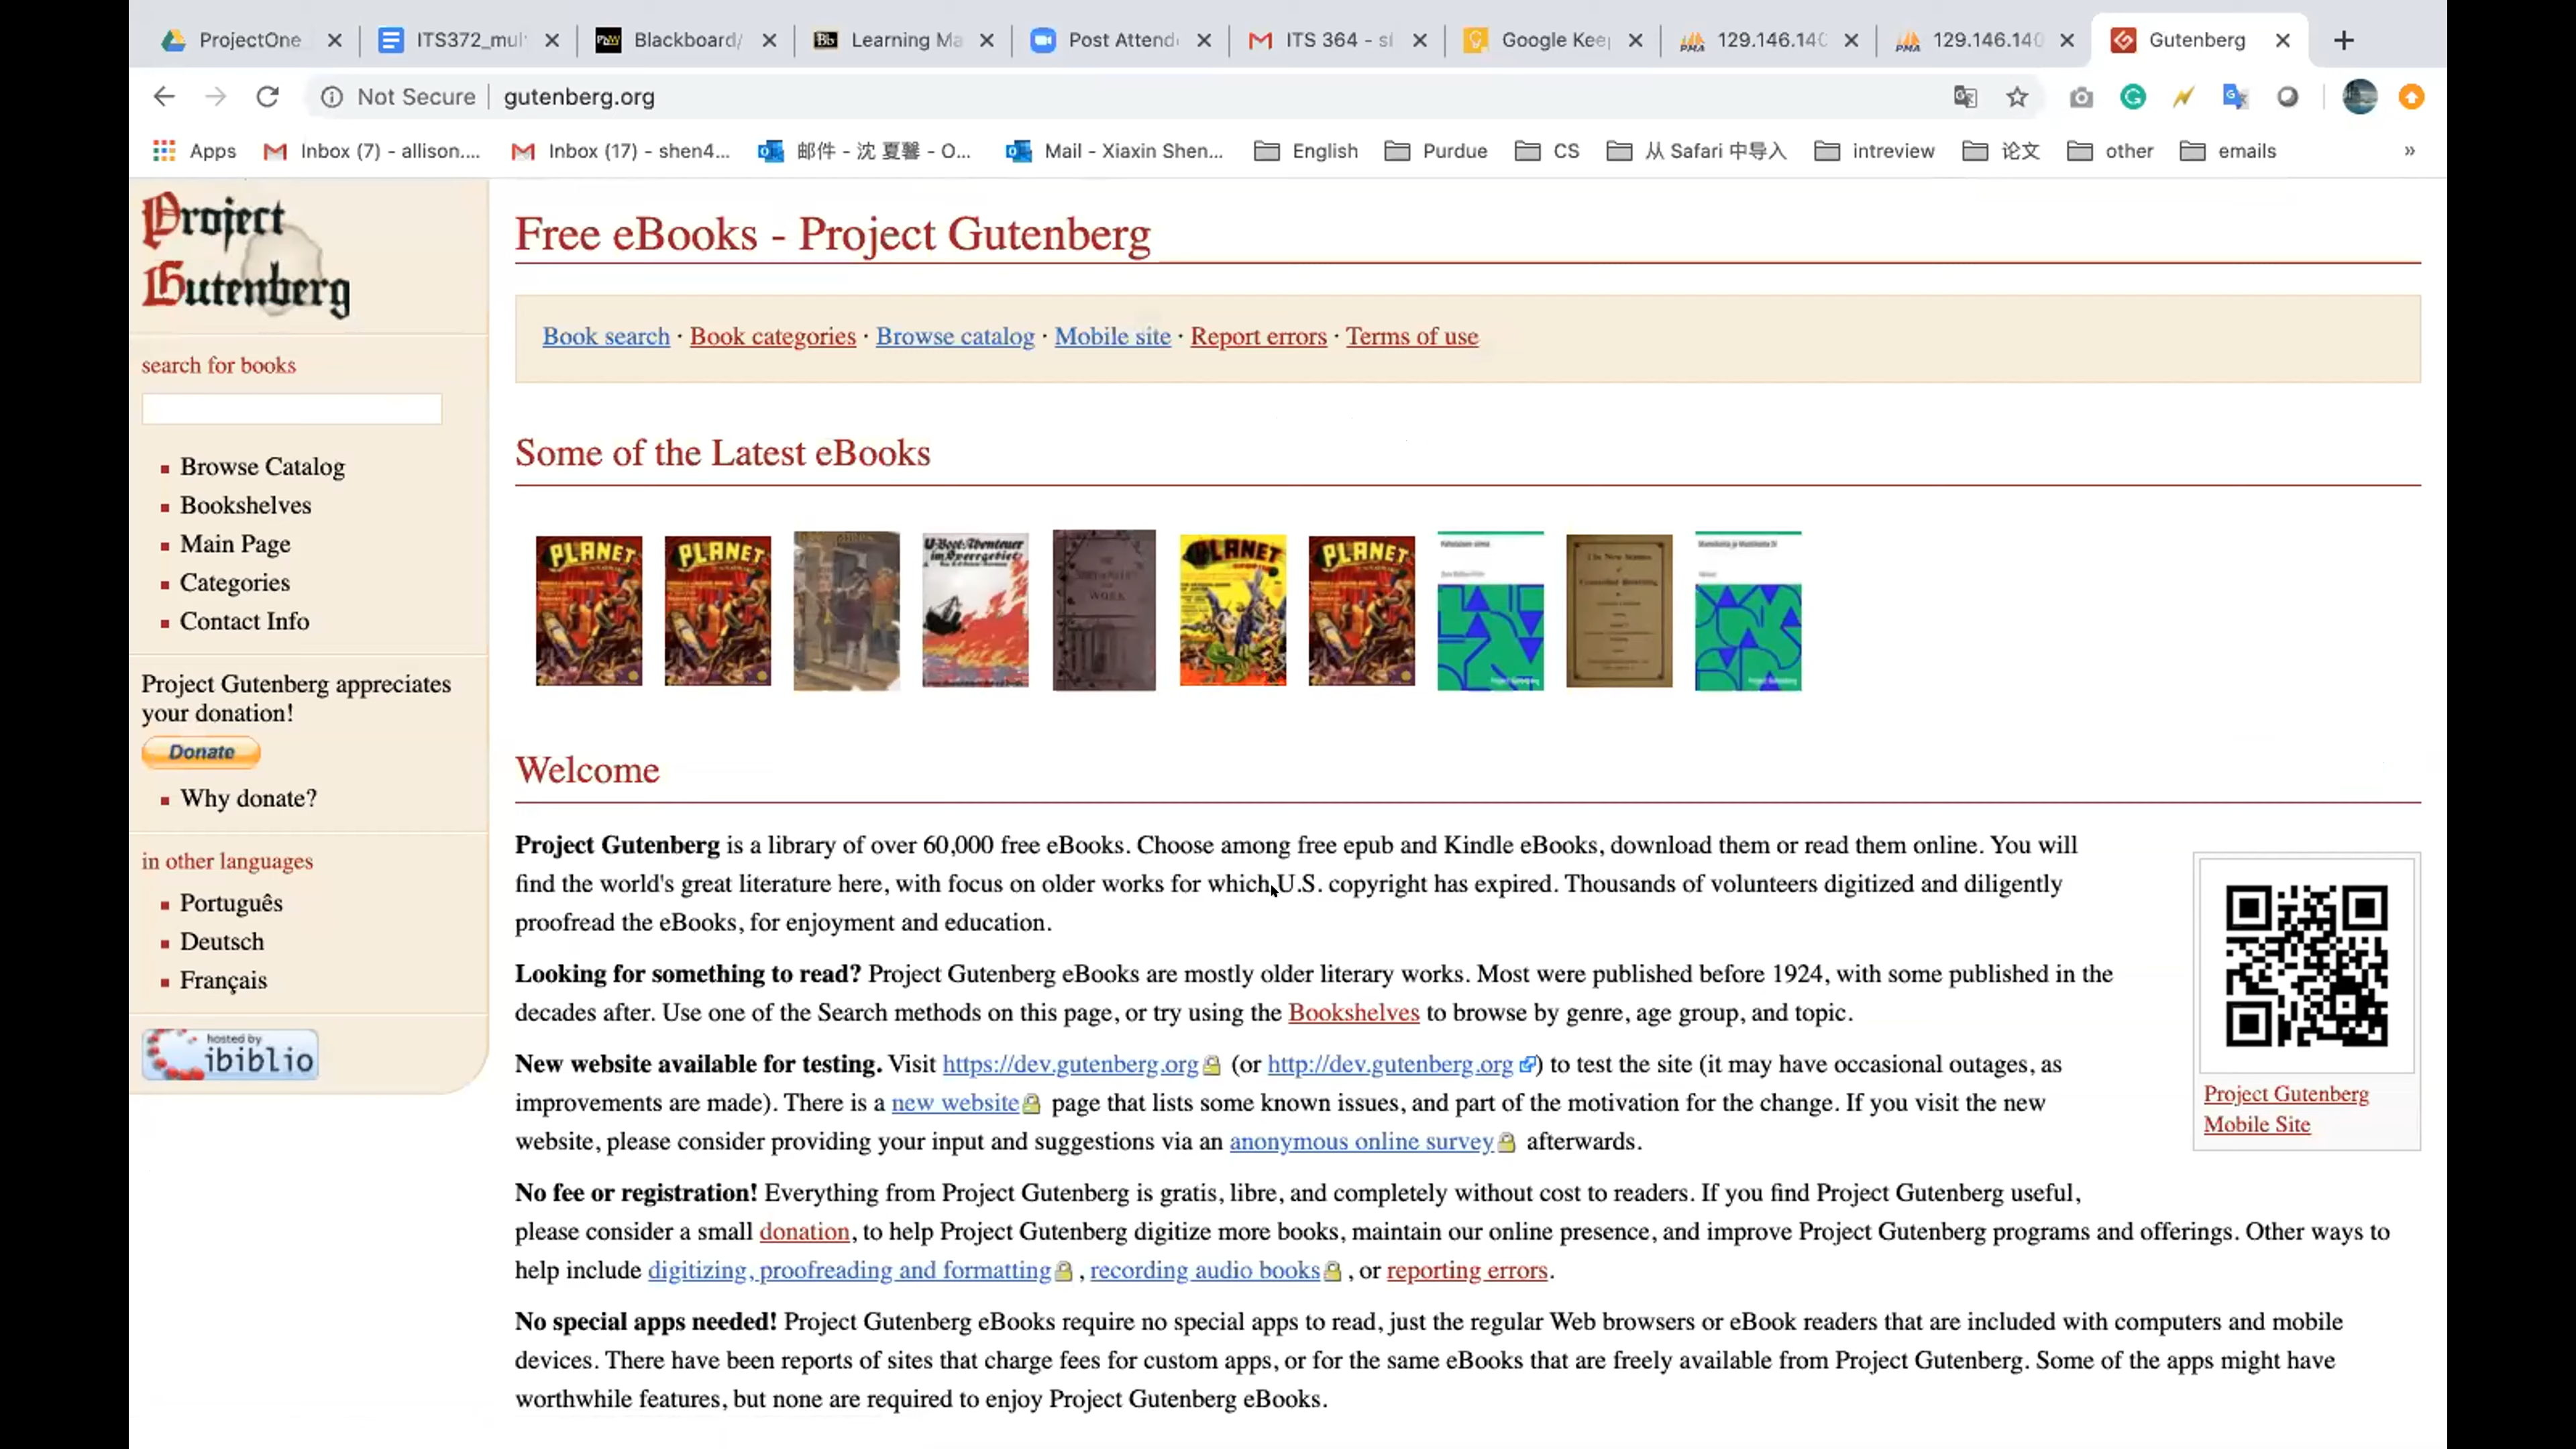 ProjectOne
ITS372_mul
Blackboard/
Learning Ma
Post Attend
ITS 364 - sl
Google Kee
129.146.140
129.146.140
Gutenberg
Not Secure
gutenberg.org
Apps
Inbox (7) - allison....
Inbox (17) - shen4...
邮件 - 沈 夏馨 - O...
Mail - Xiaxin Shen...
English
Purdue
CS
从 Safari 中导入
intreview
论文
other
emails
»
Project
Gutenberg
search for books
Browse Catalog
Bookshelves
Main Page
Categories
Contact Info
Project Gutenberg appreciates
your donation!
Donate
Why donate?
in other languages
Português
Deutsch
Français
hosted by
ibiblio
Free eBooks - Project Gutenberg
Book search · Book categories · Browse catalog · Mobile site · Report errors · Terms of use
Some of the Latest eBooks
PLANET
PLANET
U-Boot-Abenteuer
im Sperrgebiet
WORK
PLANET
PLANET
Project Gutenberg
Project Gutenberg
Welcome
Project Gutenberg is a library of over 60,000 free eBooks. Choose among free epub and Kindle eBooks, download them or read them online. You will
find the world's great literature here, with focus on older works for which U.S. copyright has expired. Thousands of volunteers digitized and diligently
proofread the eBooks, for enjoyment and education.
Looking for something to read? Project Gutenberg eBooks are mostly older literary works. Most were published before 1924, with some published in the
decades after. Use one of the Search methods on this page, or try using the Bookshelves to browse by genre, age group, and topic.
New website available for testing. Visit https://dev.gutenberg.org (or http://dev.gutenberg.org ) to test the site (it may have occasional outages, as
improvements are made). There is a new website page that lists some known issues, and part of the motivation for the change. If you visit the new
website, please consider providing your input and suggestions via an anonymous online survey afterwards.
No fee or registration! Everything from Project Gutenberg is gratis, libre, and completely without cost to readers. If you find Project Gutenberg useful,
please consider a small donation, to help Project Gutenberg digitize more books, maintain our online presence, and improve Project Gutenberg programs and offerings. Other ways to
help include digitizing, proofreading and formatting , recording audio books , or reporting errors.
No special apps needed! Project Gutenberg eBooks require no special apps to read, just the regular Web browsers or eBook readers that are included with computers and mobile
devices. There have been reports of sites that charge fees for custom apps, or for the same eBooks that are freely available from Project Gutenberg. Some of the apps might have
worthwhile features, but none are required to enjoy Project Gutenberg eBooks.
Project Gutenberg
Mobile Site